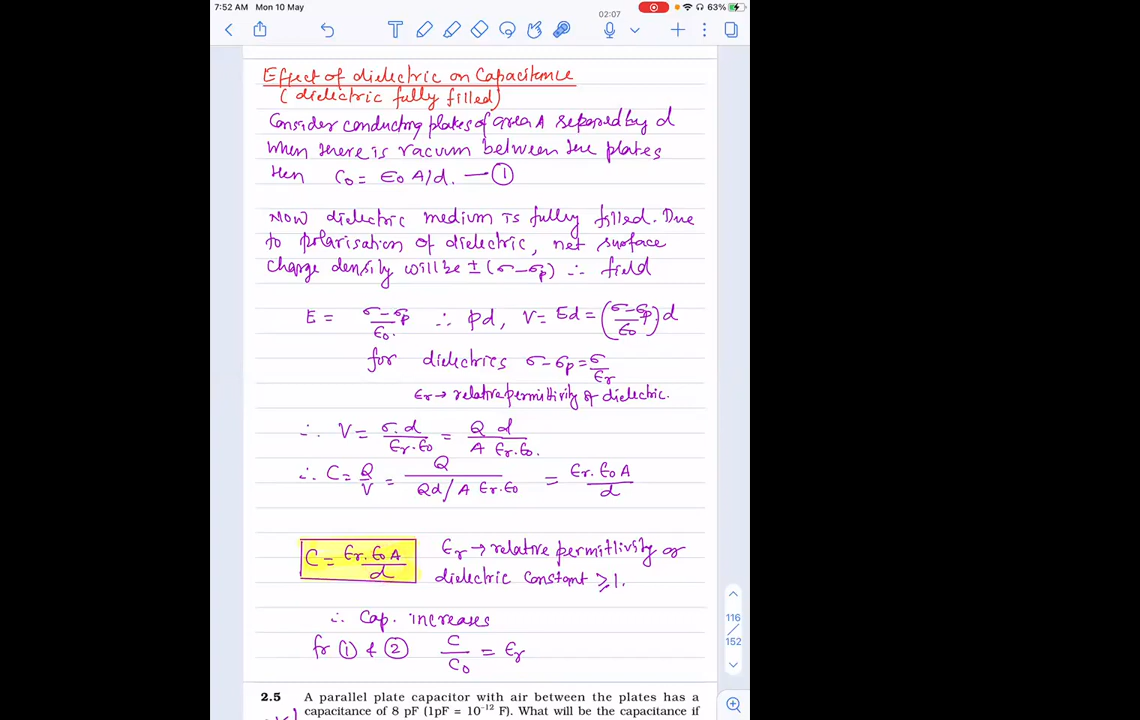 7:52 AM Mon 10 May
63%
02:07
Effect of dielectric on Capacitance
(dielectric fully filled)
Consider conducting plates of area A separed by d
when there is vacuum between the plates
then C₀ = ε₀ A/d. —①
Now dielectric medium is fully filled. Due
to polarisation of dielectric, net surface
charge density will be ± (σ-σp) ∴ field
E = (σ-σp)/ε₀. ∴ pd, V = Ed = ((σ-σp)/ε₀) d
for dielectrics σ-σp = σ/εr
εr → relative permittivity of dielectric.
∴ V = σ.d/εr.ε₀ = Q d/A εr.ε₀.
∴ C = Q/V = Q/(Qd/A εr.ε₀) = εr.ε₀ A/d
C = εr.ε₀ A/d εr → relative permittivity or
dielectric constant ≥1.
116
152
∴ Cap. increases
fr ① & ② C/C₀ = εr
2.5 A parallel plate capacitor with air between the plates has a
capacitance of 8 pF (1pF = 10⁻¹² F). What will be the capacitance if